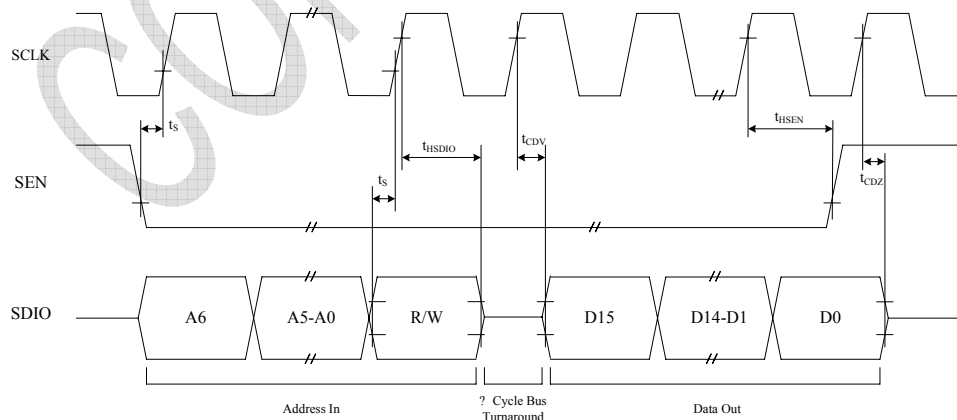 SCLK
tS
tHSDIO
tCDV
tHSEN
SEN
tS
tCDZ
SDIO
A6
A5-A0
R/W
D15
D14-D1
D0
Address In
? Cycle Bus
Turnaround
Data Out